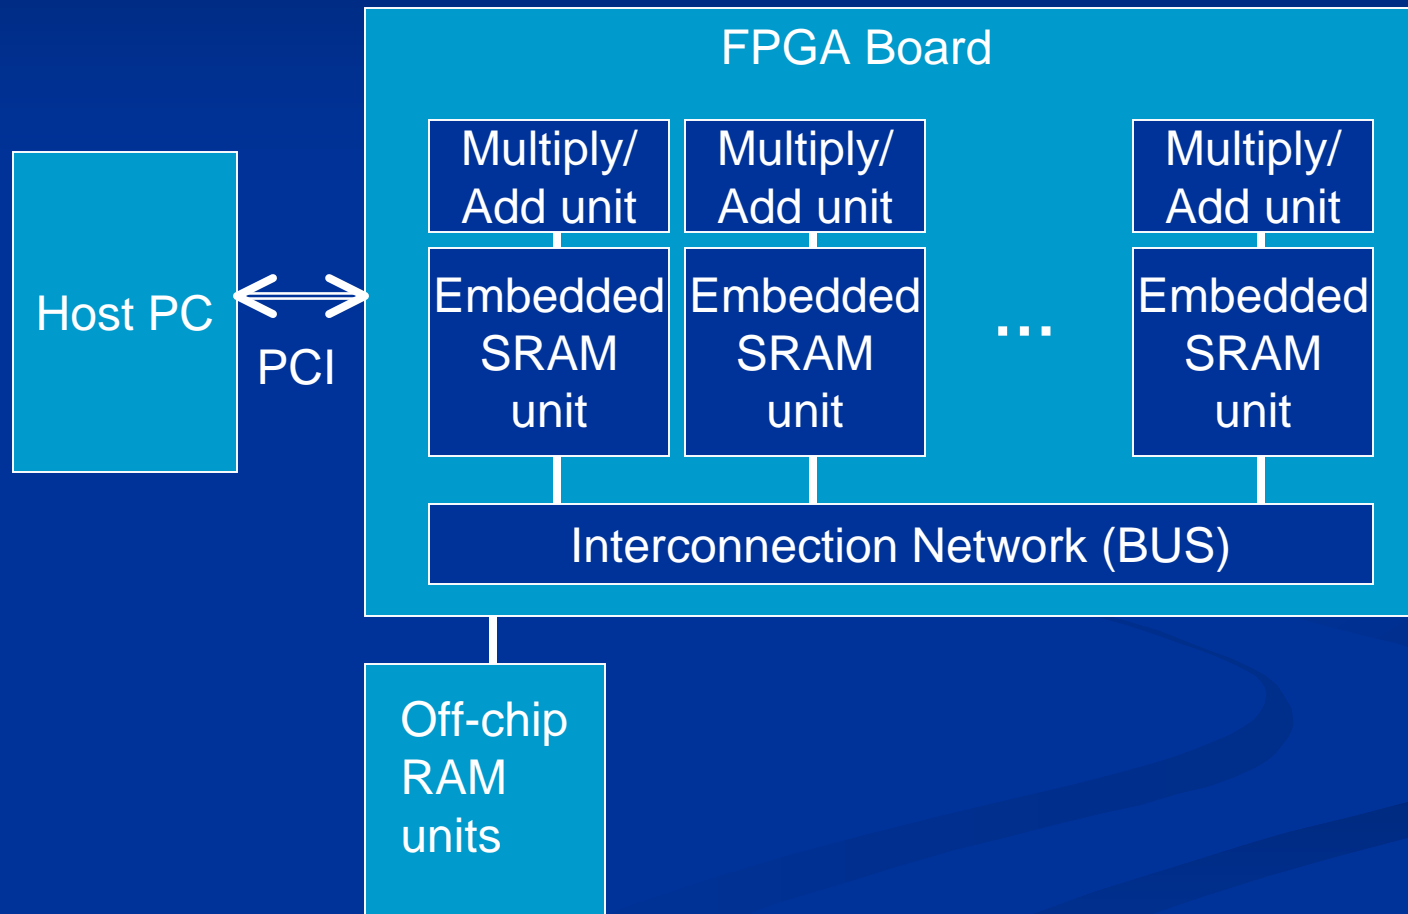 FPGA Board
Multiply/
Add unit
Multiply/
Add unit
Multiply/
Add unit
Host PC
PCI
Embedded
SRAM
unit
Embedded
SRAM
unit
...
Embedded
SRAM
unit
Interconnection Network (BUS)
Off-chip
RAM
units